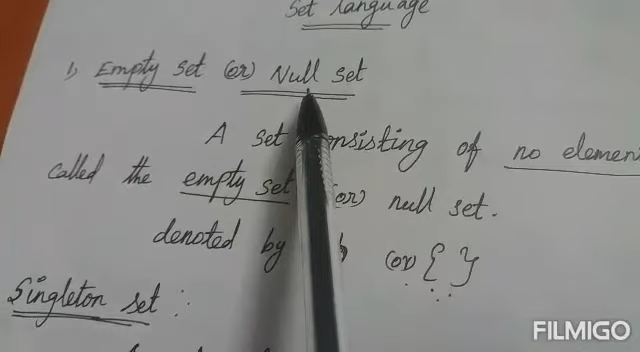 Set language
1) Empty set (or) Null set
A set consisting of no elemen
called the empty set (or) null set.
denoted by (or) { }
Singleton set :
FILMIGO